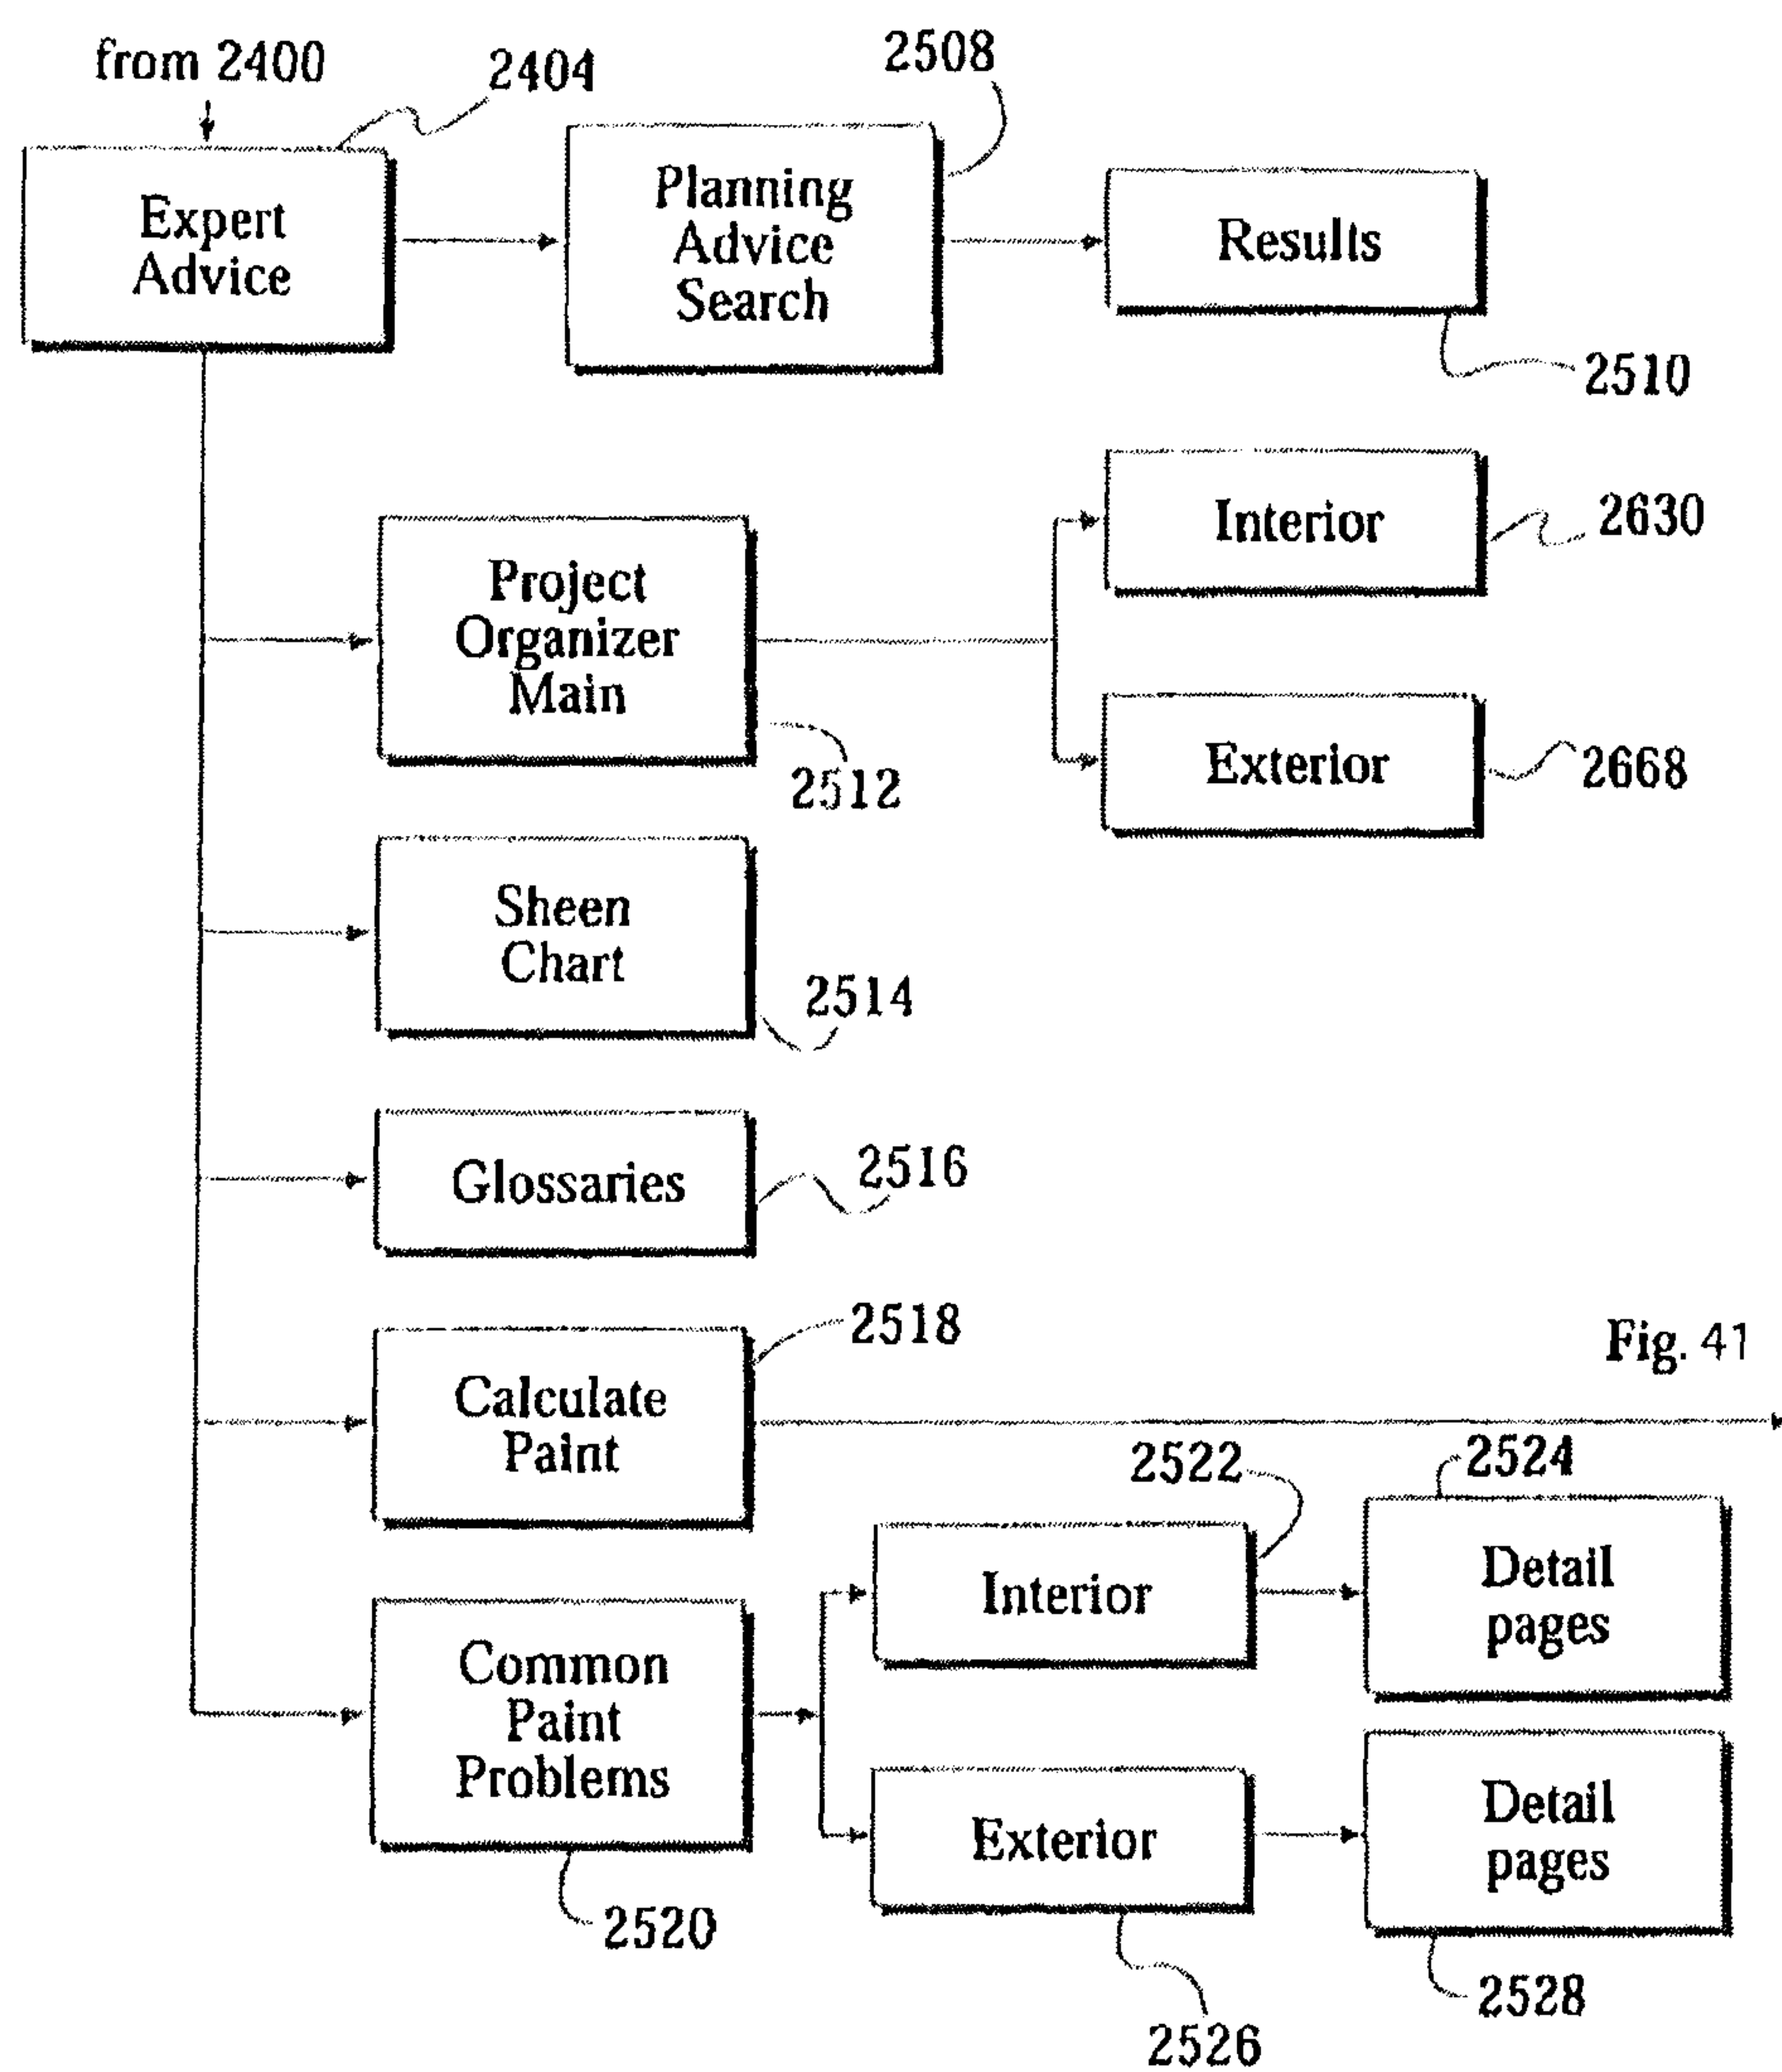 from 2400
2404
2508
Expert
Advice
Planning
Advice
Search
Results
2510
Interior
2630
Project
Organizer
Main
2512
Exterior
2668
Sheen
Chart
2514
Glossaries
2516
2518
Fig. 41
Calculate
Paint
2522
2524
Interior
Detail
pages
Common
Paint
Problems
2520
Exterior
2526
Detail
pages
2528